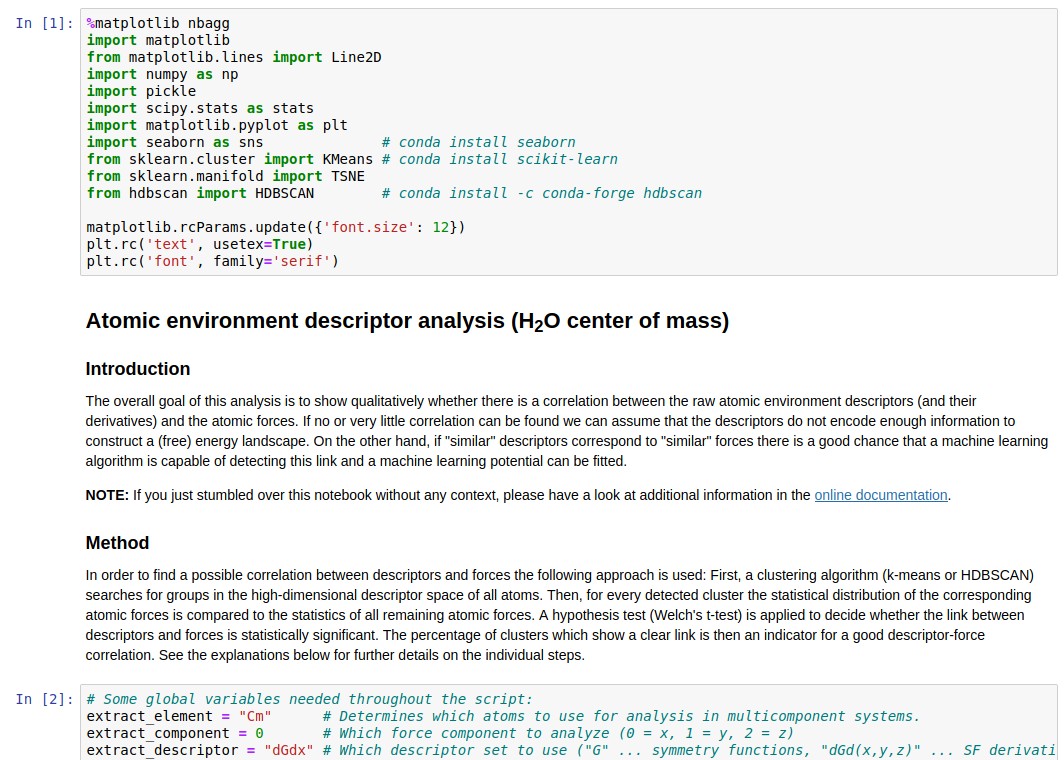 In [1]: %matplotlib nbagg
import matplotlib
from matplotlib.lines import Line2D
import numpy as np
import pickle
import scipy.stats as stats
import matplotlib.pyplot as plt
import seaborn as sns              # conda install seaborn
from sklearn.cluster import KMeans # conda install scikit-learn
from sklearn.manifold import TSNE
from hdbscan import HDBSCAN        # conda install -c conda-forge hdbscan
matplotlib.rcParams.update({'font.size': 12})
plt.rc('text', usetex=True)
plt.rc('font', family='serif')
Atomic environment descriptor analysis (H2O center of mass)
Introduction
The overall goal of this analysis is to show qualitatively whether there is a correlation between the raw atomic environment descriptors (and their
derivatives) and the atomic forces. If no or very little correlation can be found we can assume that the descriptors do not encode enough information to
construct a (free) energy landscape. On the other hand, if "similar" descriptors correspond to "similar" forces there is a good chance that a machine learning
algorithm is capable of detecting this link and a machine learning potential can be fitted.
NOTE: If you just stumbled over this notebook without any context, please have a look at additional information in the online documentation.
Method
In order to find a possible correlation between descriptors and forces the following approach is used: First, a clustering algorithm (k-means or HDBSCAN)
searches for groups in the high-dimensional descriptor space of all atoms. Then, for every detected cluster the statistical distribution of the corresponding
atomic forces is compared to the statistics of all remaining atomic forces. A hypothesis test (Welch's t-test) is applied to decide whether the link between
descriptors and forces is statistically significant. The percentage of clusters which show a clear link is then an indicator for a good descriptor-force
correlation. See the explanations below for further details on the individual steps.
In [2]: # Some global variables needed throughout the script:
extract_element = "Cm"      # Determines which atoms to use for analysis in multicomponent systems.
extract_component = 0       # Which force component to analyze (0 = x, 1 = y, 2 = z)
extract_descriptor = "dGdx" # Which descriptor set to use ("G" ... symmetry functions, "dGd(x,y,z)" ... SF derivati